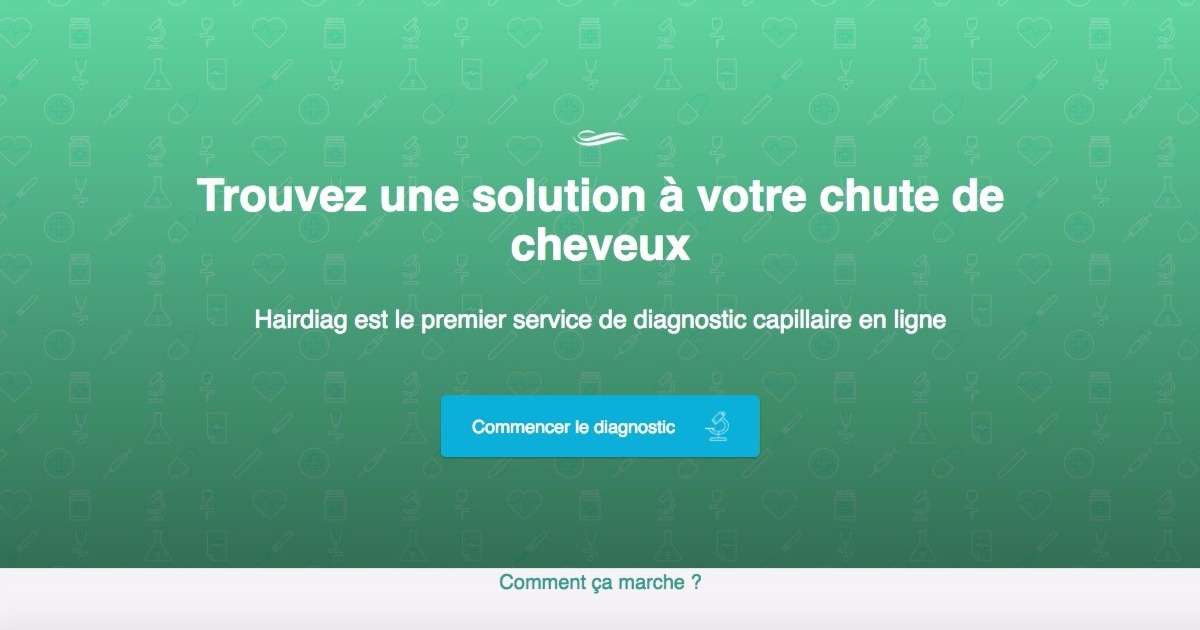 Trouvez une solution à votre chute de
cheveux
Hairdiag est le premier service de diagnostic capillaire en ligne
Commencer le diagnostic
Comment ça marche ?